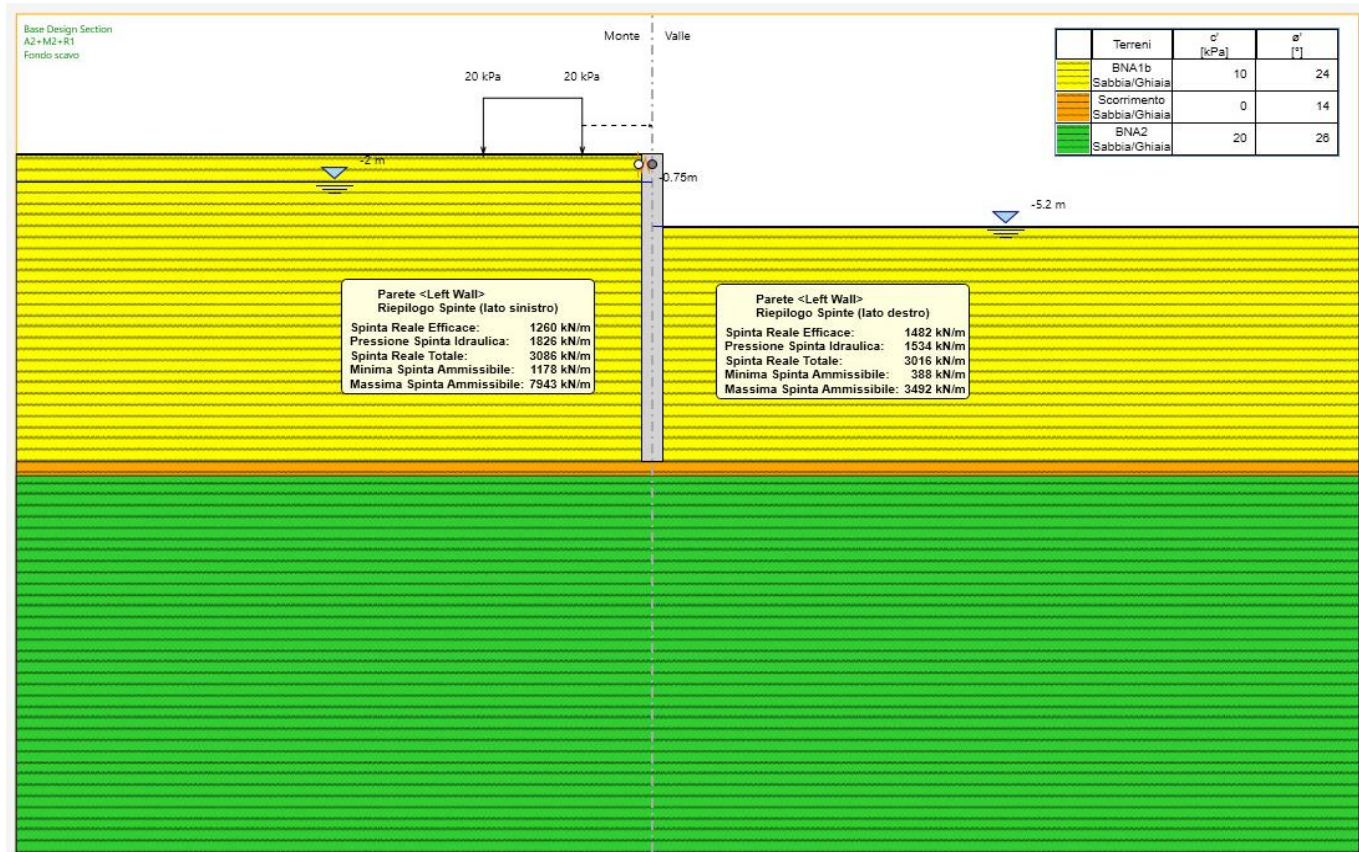 Base Design Section
A2+M2+R1
Fondo scavo
Monte
Valle
20 kPa
20 kPa
-2 m
-0.75m
-5.2 m
Terreni c' [kPa] ø' [°]
BNA1b
Sabbia/Ghiaia 10 24
Scorrimento
Sabbia/Ghiaia 0 14
BNA2
Sabbia/Ghiaia 20 26
Parete <Left Wall>
Riepilogo Spinte (lato sinistro)
Spinta Reale Efficace: 1260 kN/m
Pressione Spinta Idraulica: 1826 kN/m
Spinta Reale Totale: 3086 kN/m
Minima Spinta Ammissibile: 1178 kN/m
Massima Spinta Ammissibile: 7943 kN/m
Parete <Left Wall>
Riepilogo Spinte (lato destro)
Spinta Reale Efficace: 1482 kN/m
Pressione Spinta Idraulica: 1534 kN/m
Spinta Reale Totale: 3016 kN/m
Minima Spinta Ammissibile: 388 kN/m
Massima Spinta Ammissibile: 3492 kN/m